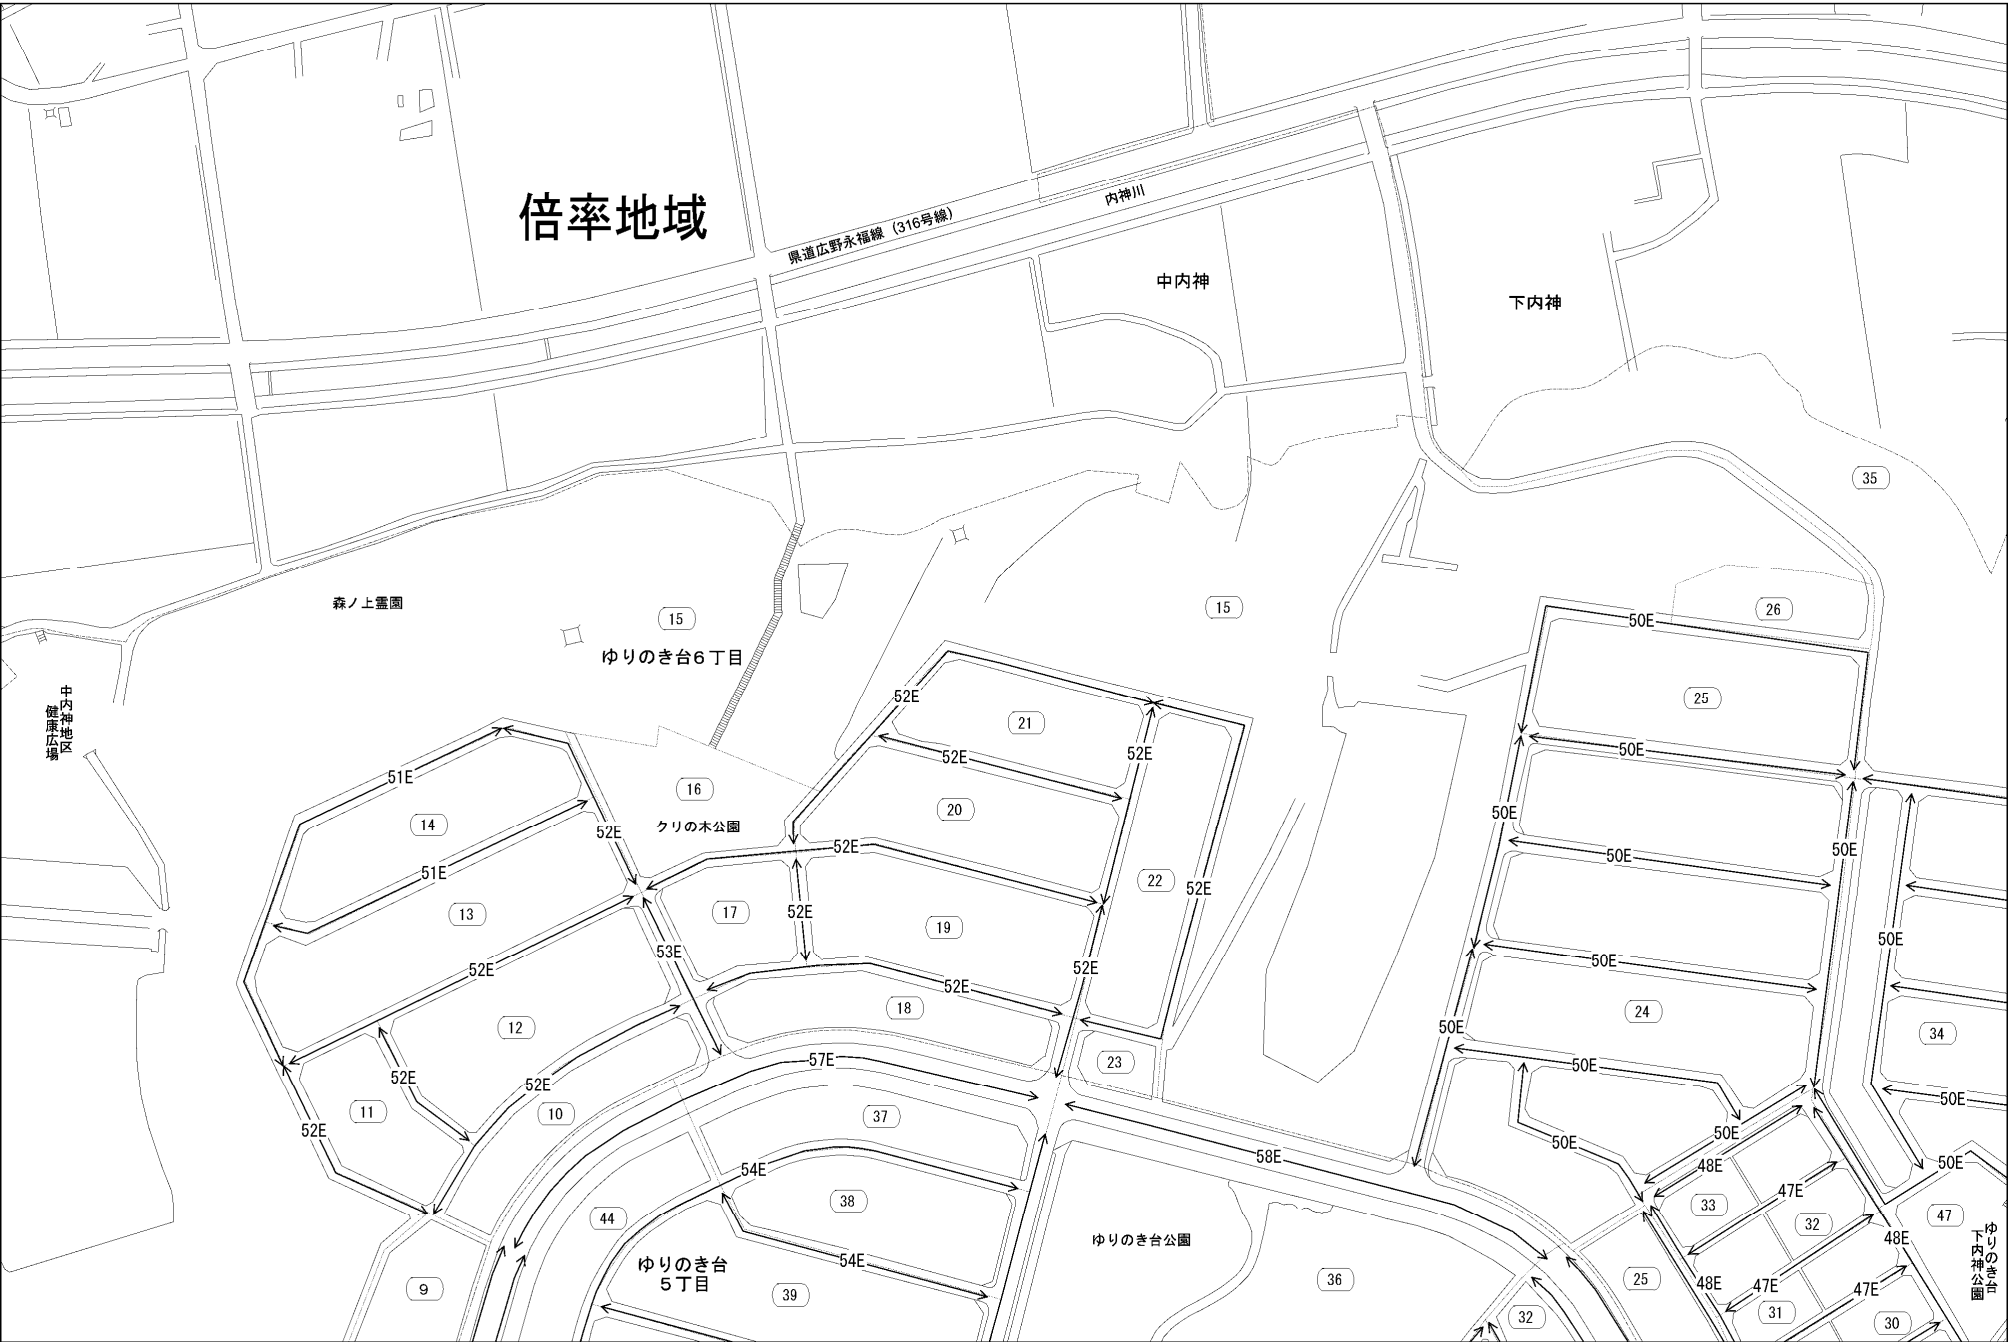 倍率地域
県道広野永福線（316号線）
内神川
中内神
下内神
35
26
50E
森ノ上霊園
15
15
ゆりのき台６丁目
中内神地区
健康広場
52E
21
25
52E
52E
50E
51E
16
クリの木公園
20
14
52E
52E
50E
50E
50E
51E
22
52E
13
17
52E
19
50E
53E
52E
52E
50E
52E
18
24
50E
12
34
57E
23
50E
52E
52E
50E
11
10
37
52E
50E
50E
58E
54E
48E
50E
47E
38
33
44
32
47
ゆりのき台
下内神公園
48E
ゆりのき台公園
54E
ゆりのき台
５丁目
36
25
48E
47E
47E
9
39
32
31
30